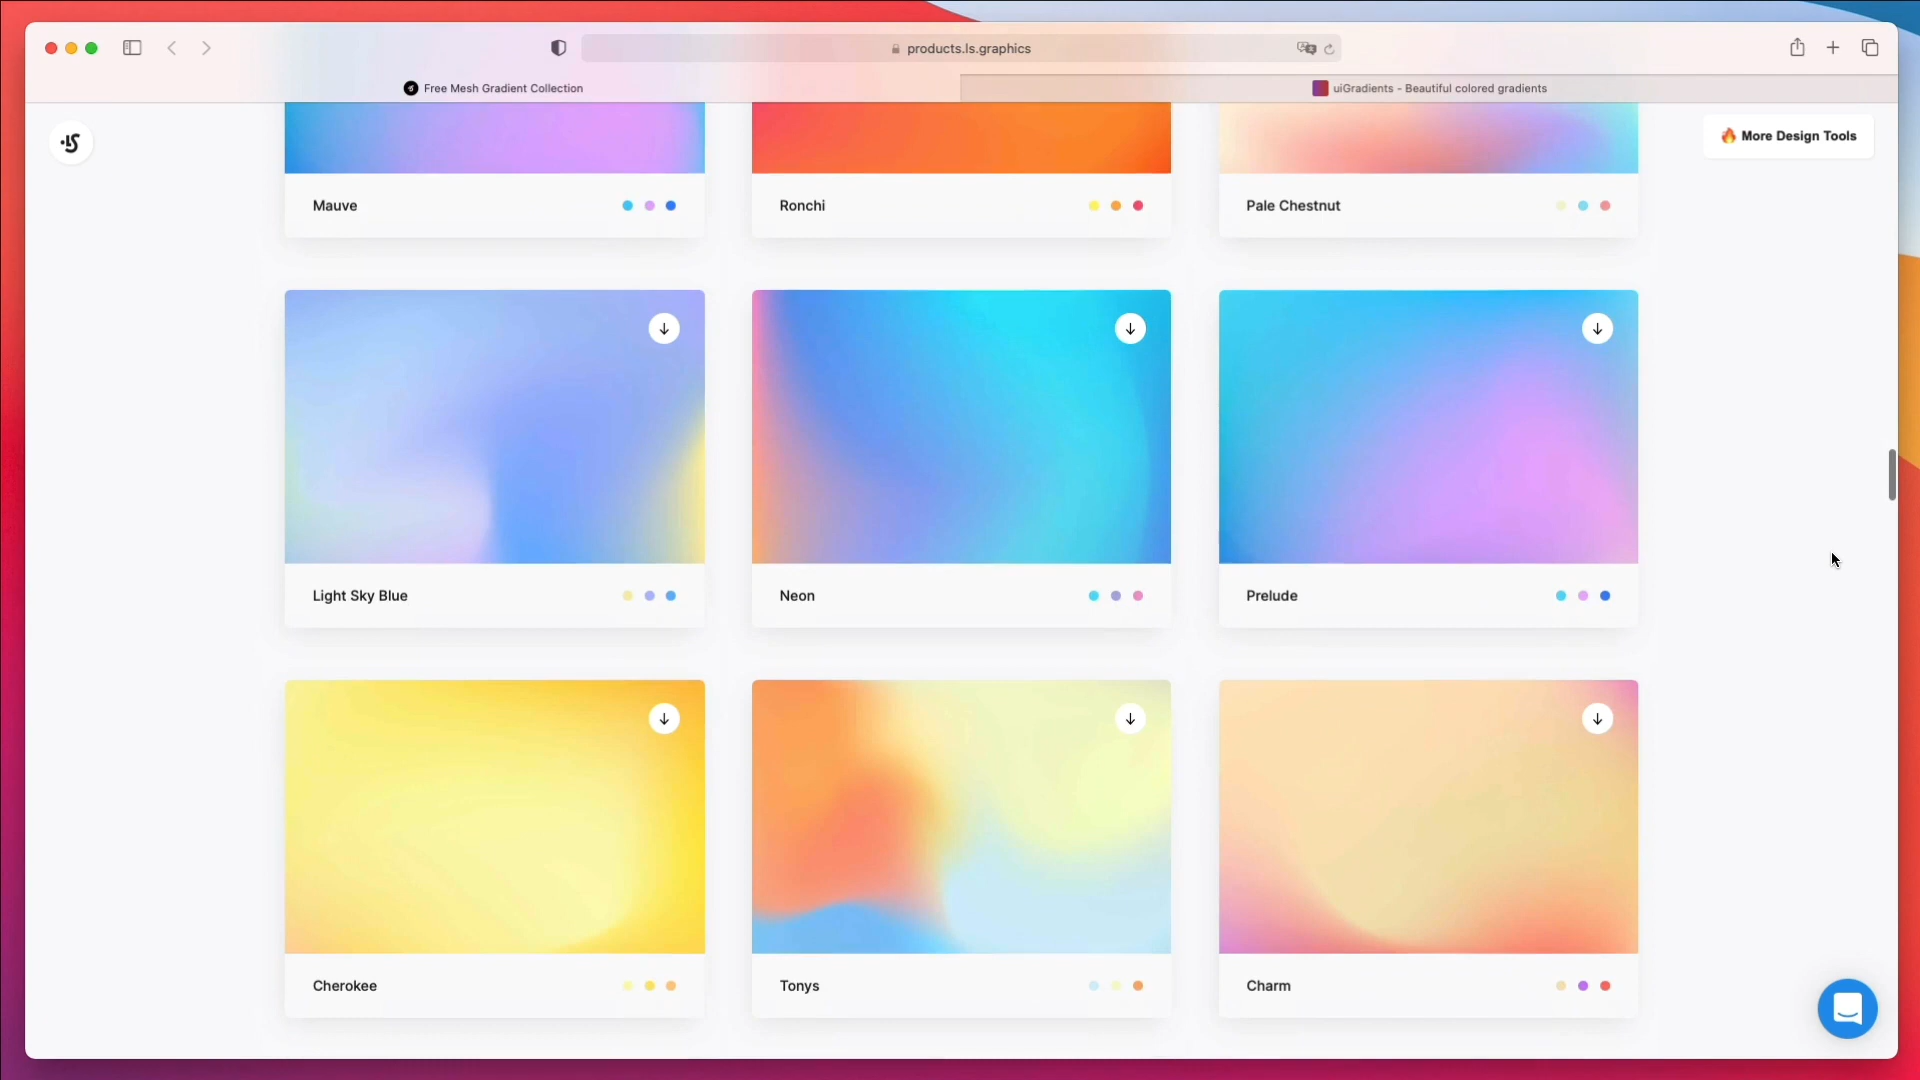 products.ls.graphics
Free Mesh Gradient Collection
uiGradients - Beautiful colored gradients
More Design Tools
Mauve
Ronchi
Pale Chestnut
Light Sky Blue
Neon
Prelude
Cherokee
Tonys
Charm